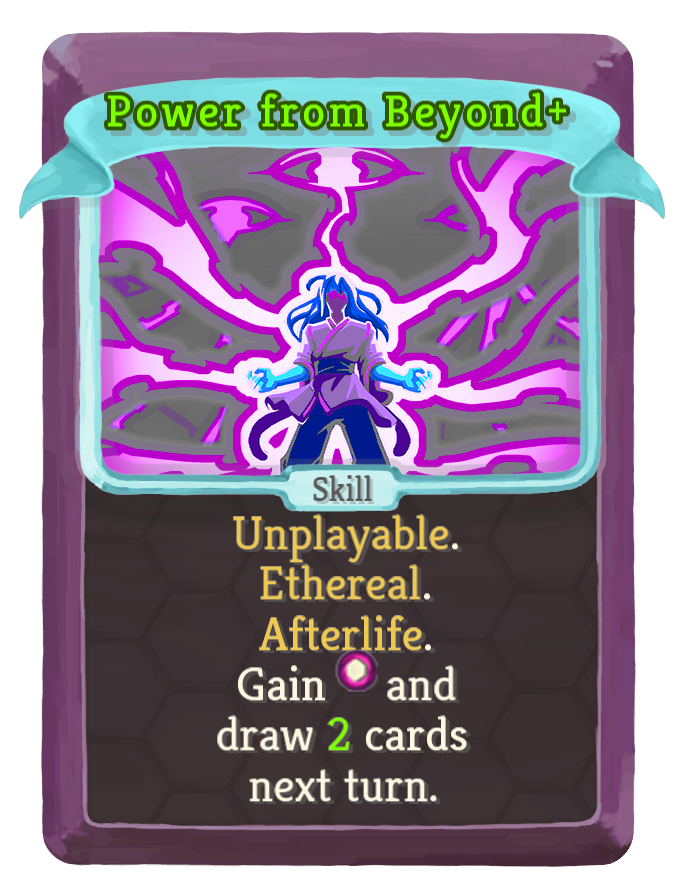 Power from Beyond+
Skill
Unplayable.
Ethereal.
Afterlife.
Gain and
draw 2 cards
next turn.